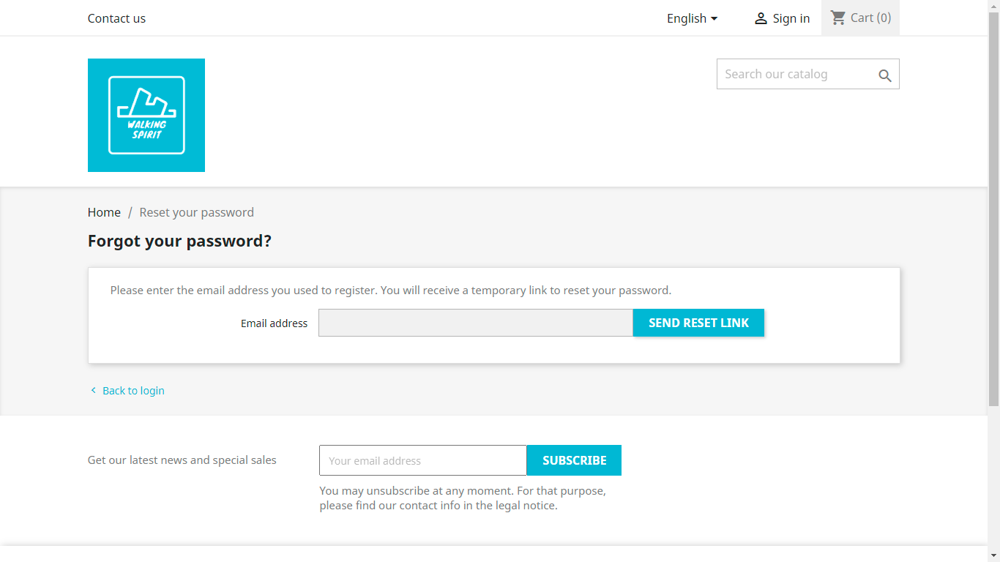 Contact us
English
Sign in
Cart (0)
Search our catalog
WALKING
SPIRIT
Home / Reset your password
Forgot your password?
Please enter the email address you used to register. You will receive a temporary link to reset your password.
Email address
SEND RESET LINK
Back to login
Get our latest news and special sales
Your email address
SUBSCRIBE
You may unsubscribe at any moment. For that purpose,
please find our contact info in the legal notice.